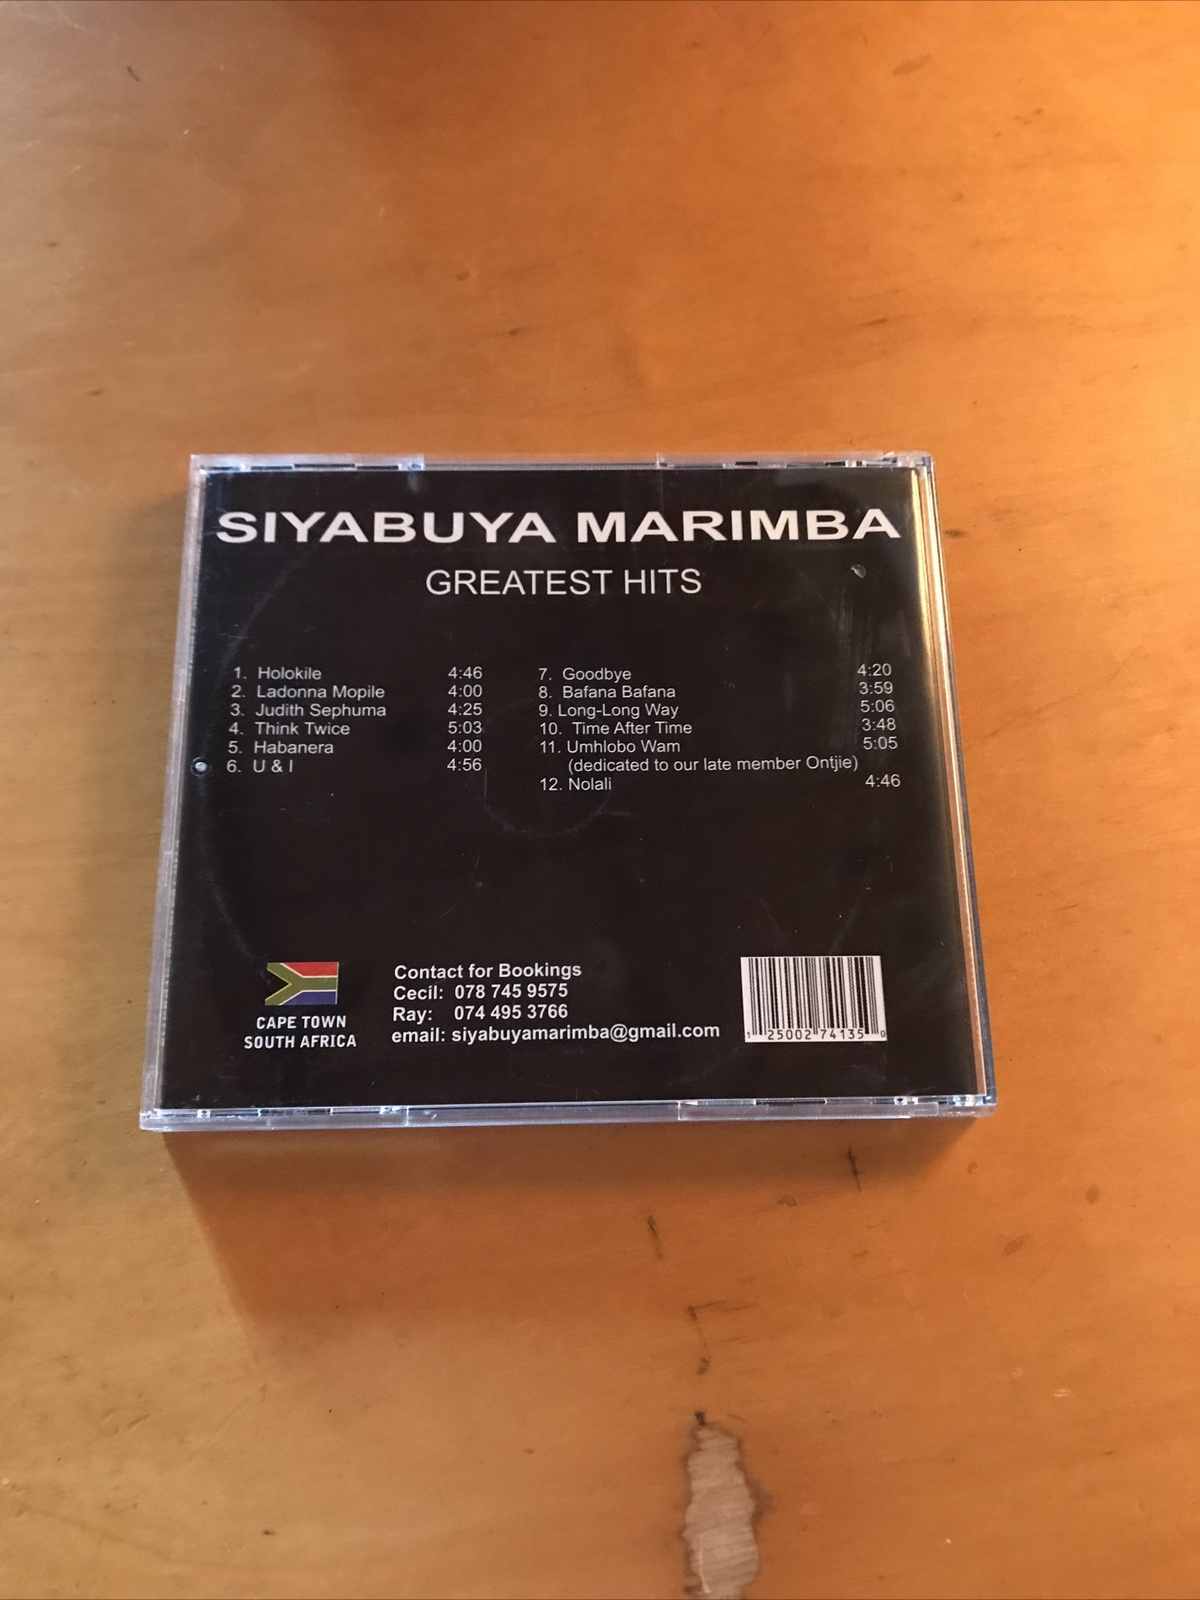 SIYABUYA MARIMBA
GREATEST HITS
1. Holokile 4:46
2. Ladonna Mopile 4:00
3. Judith Sephuma 4:25
4. Think Twice 5:03
5. Habanera 4:00
6. U & I 4:56
7. Goodbye 4:20
8. Bafana Bafana 3:59
9. Long-Long Way 5:06
10. Time After Time 3:48
11. Umhlobo Wam 5:05
(dedicated to our late member Ontjie)
12. Nolali 4:46
CAPE TOWN
SOUTH AFRICA
Contact for Bookings
Cecil: 078 745 9575
Ray: 074 495 3766
email: siyabuyamarimba@gmail.com
1 25002 74135 0